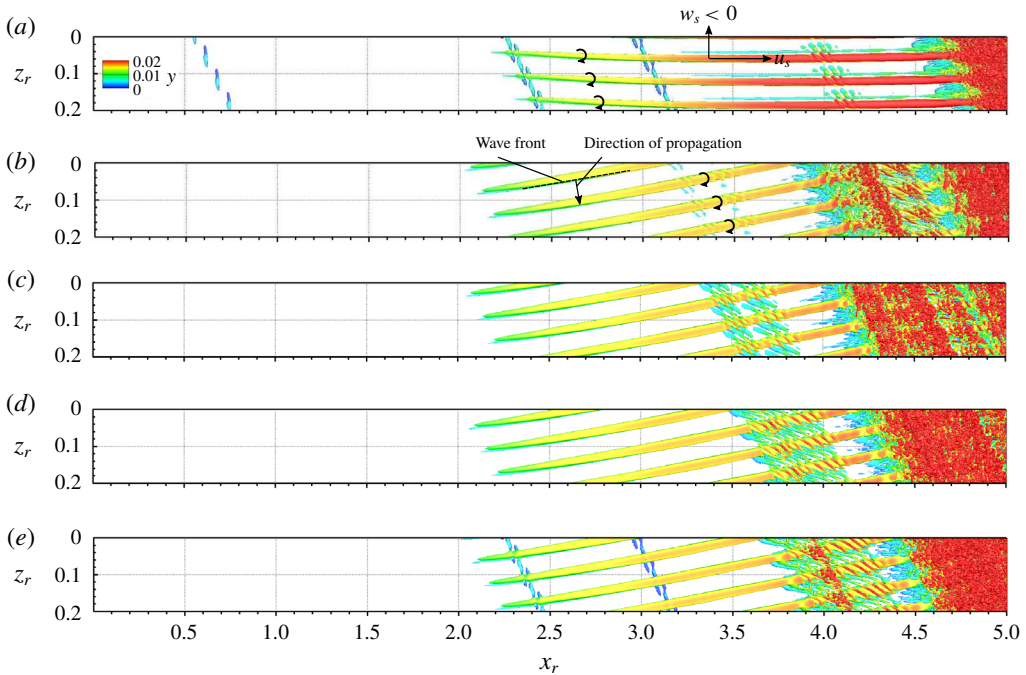 (a)
w_s < 0
0
0.1
0.2
z_r
0.02
0.01 y
0
u_s
(b)
Wave front
Direction of propagation
0
0.1
0.2
z_r
(c)
0
0.1
0.2
z_r
(d)
0
0.1
0.2
z_r
(e)
0
0.1
0.2
z_r
0.5 1.0 1.5 2.0 2.5 3.0 3.5 4.0 4.5 5.0
x_r